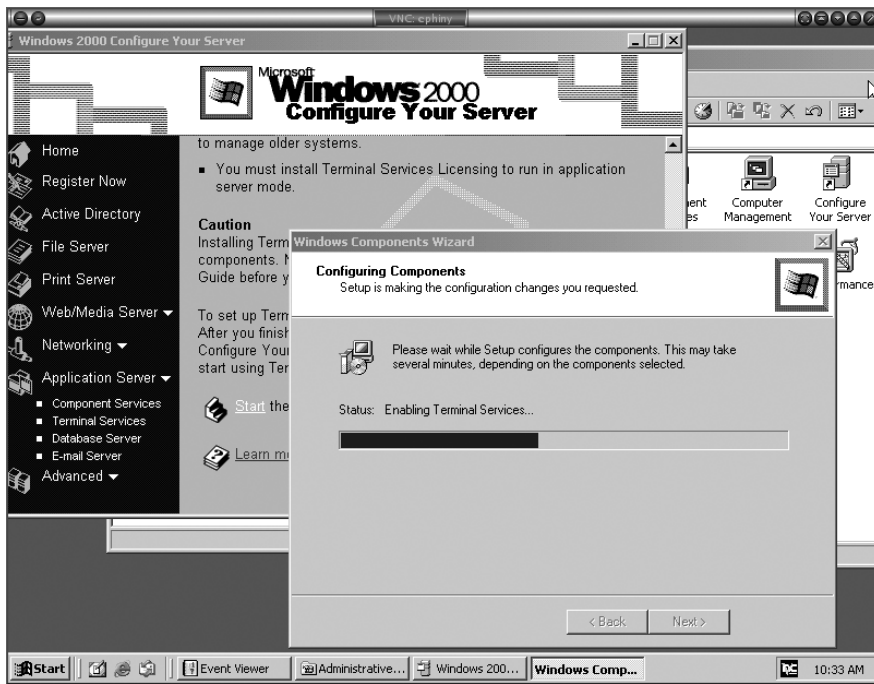 VNC: ephiny
Windows 2000 Configure Your Server
Microsoft
Windows 2000
Configure Your Server
Home
Register Now
Active Directory
File Server
Print Server
Web/Media Server
Networking
Application Server
Component Services
Terminal Services
Database Server
E-mail Server
Advanced
to manage older systems.
You must install Terminal Services Licensing to run in application
server mode.
Caution
Installing Term
components. N
Guide before y
To set up Term
After you finish
Configure Your
start using Ter
Start the
Learn m
Windows Components Wizard
Configuring Components
Setup is making the configuration changes you requested.
Please wait while Setup configures the components. This may take
several minutes, depending on the components selected.
Status: Enabling Terminal Services...
< Back Next >
ent
es
Computer
Management
Configure
Your Server
rmance
Start Event Viewer Administrative... Windows 200... Windows Comp... 10:33 AM